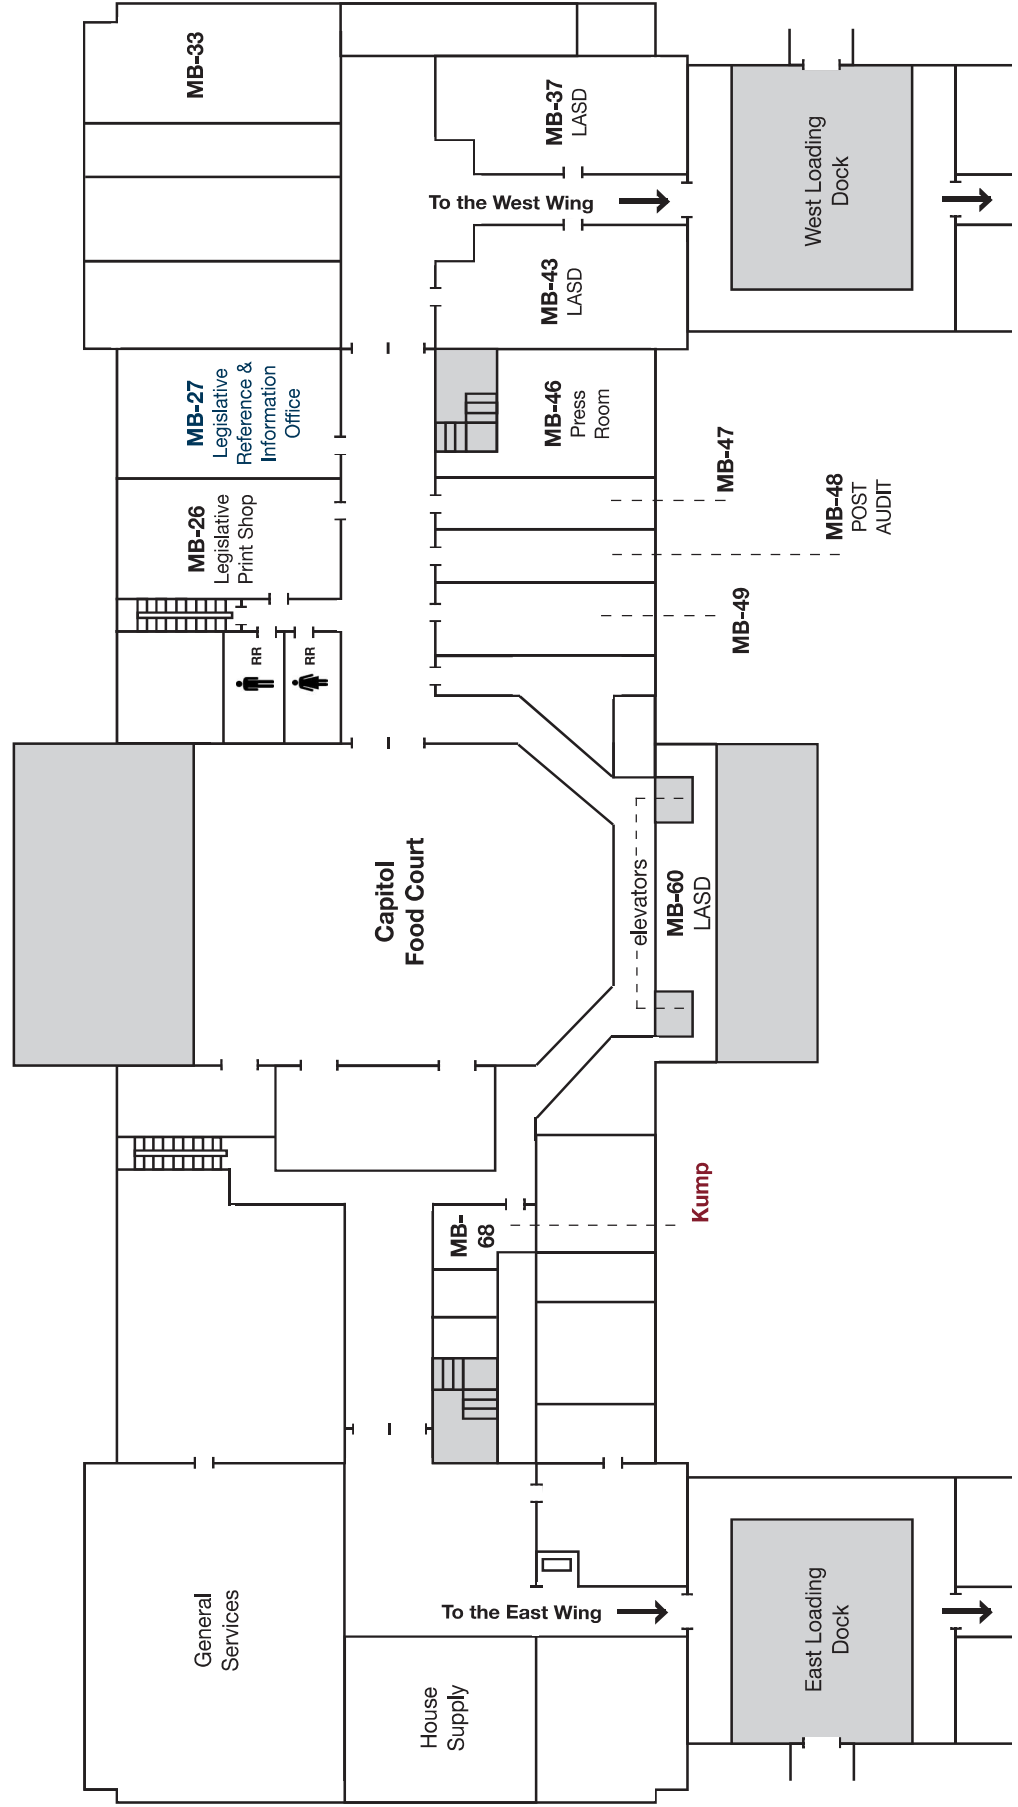 MB-33
MB-37
LASD
To the West Wing
West Loading
Dock
MB-43
LASD
MB-27
Legislative
Reference &
Information
Office
MB-46
Press
Room
MB-47
MB-26
Legislative
Print Shop
MB-48
POST
AUDIT
MB-49
RR
RR
Capitol
Food Court
elevators
MB-60
LASD
Kump
MB-
68
General
Services
To the East Wing
East Loading
Dock
House
Supply